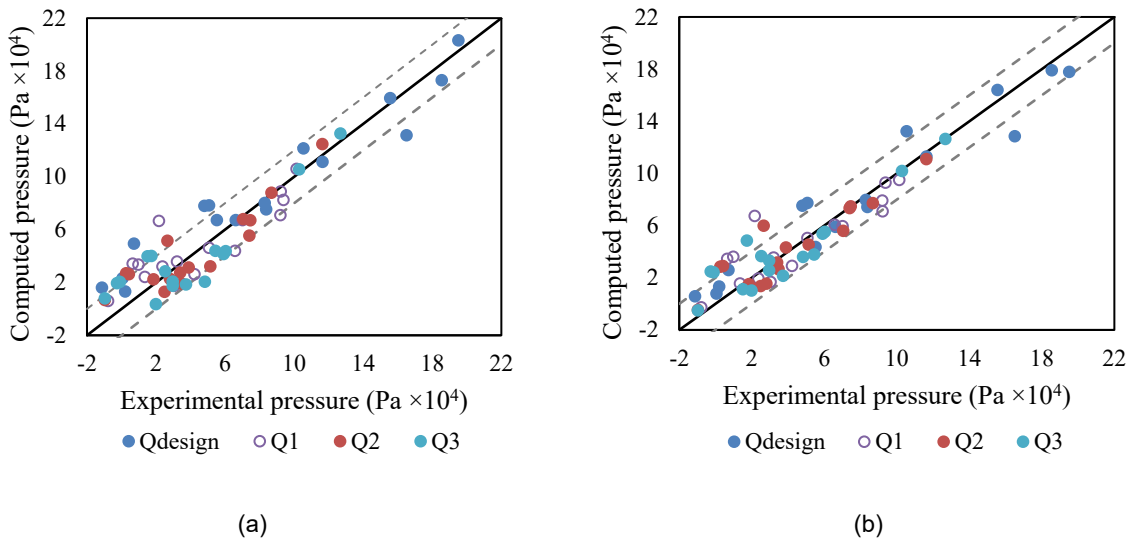 Computed pressure (Pa ×10⁴)
22
18
14
10
6
2
-2
-2 2 6 10 14 18 22
Experimental pressure (Pa ×10⁴)
Qdesign Q1 Q2 Q3
(a)
Computed pressure (Pa ×10⁴)
22
18
14
10
6
2
-2
-2 2 6 10 14 18 22
Experimental pressure (Pa ×10⁴)
Qdesign Q1 Q2 Q3
(b)